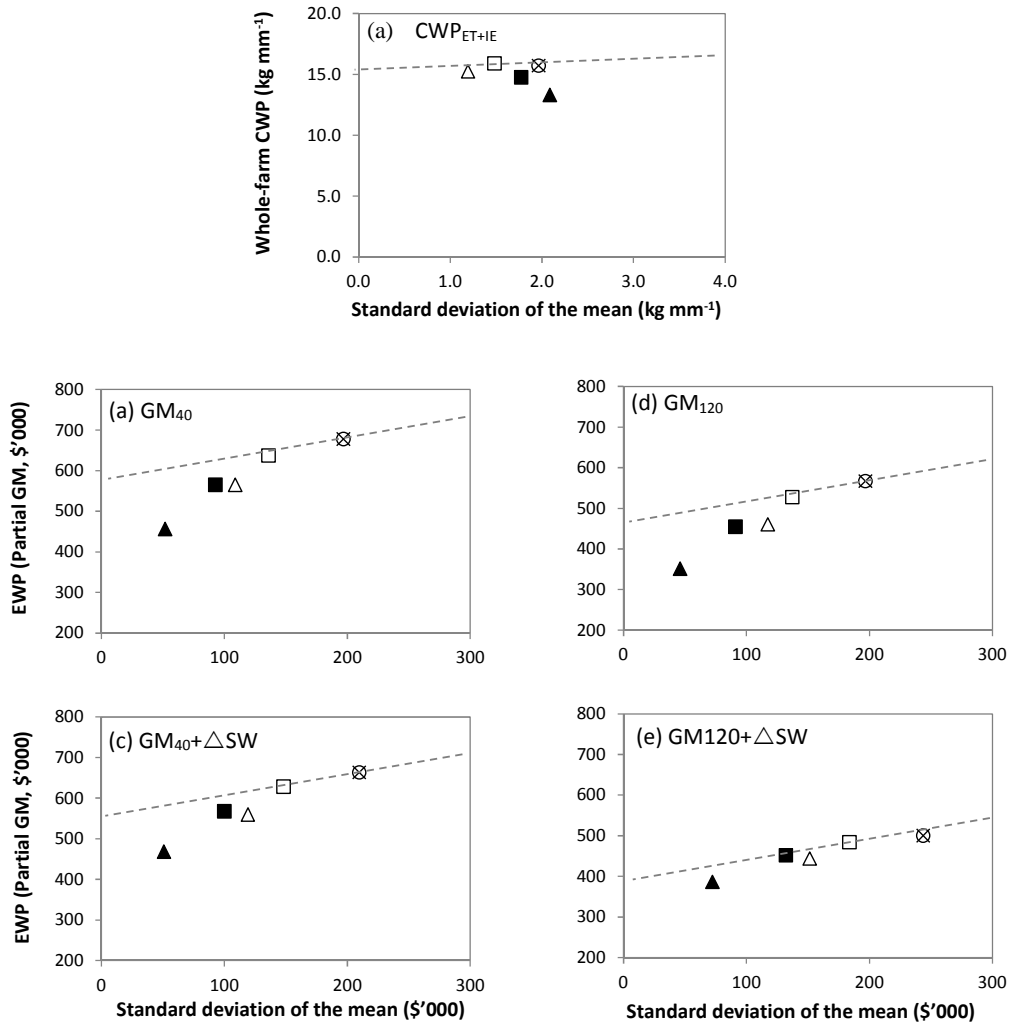 (a) CWP_ET+IE
Whole-farm CWP (kg mm⁻¹)
20.0
15.0
10.0
5.0
0.0
0.0 1.0 2.0 3.0 4.0
Standard deviation of the mean (kg mm⁻¹)
(a) GM₄₀
EWP (Partial GM, $'000)
800
700
600
500
400
300
200
0 100 200 300
(d) GM₁₂₀
800
700
600
500
400
300
200
0 100 200 300
(c) GM₄₀+△SW
EWP (Partial GM, $'000)
800
700
600
500
400
300
200
0 100 200 300
Standard deviation of the mean ($'000)
(e) GM120+△SW
800
700
600
500
400
300
200
0 100 200 300
Standard deviation of the mean ($'000)